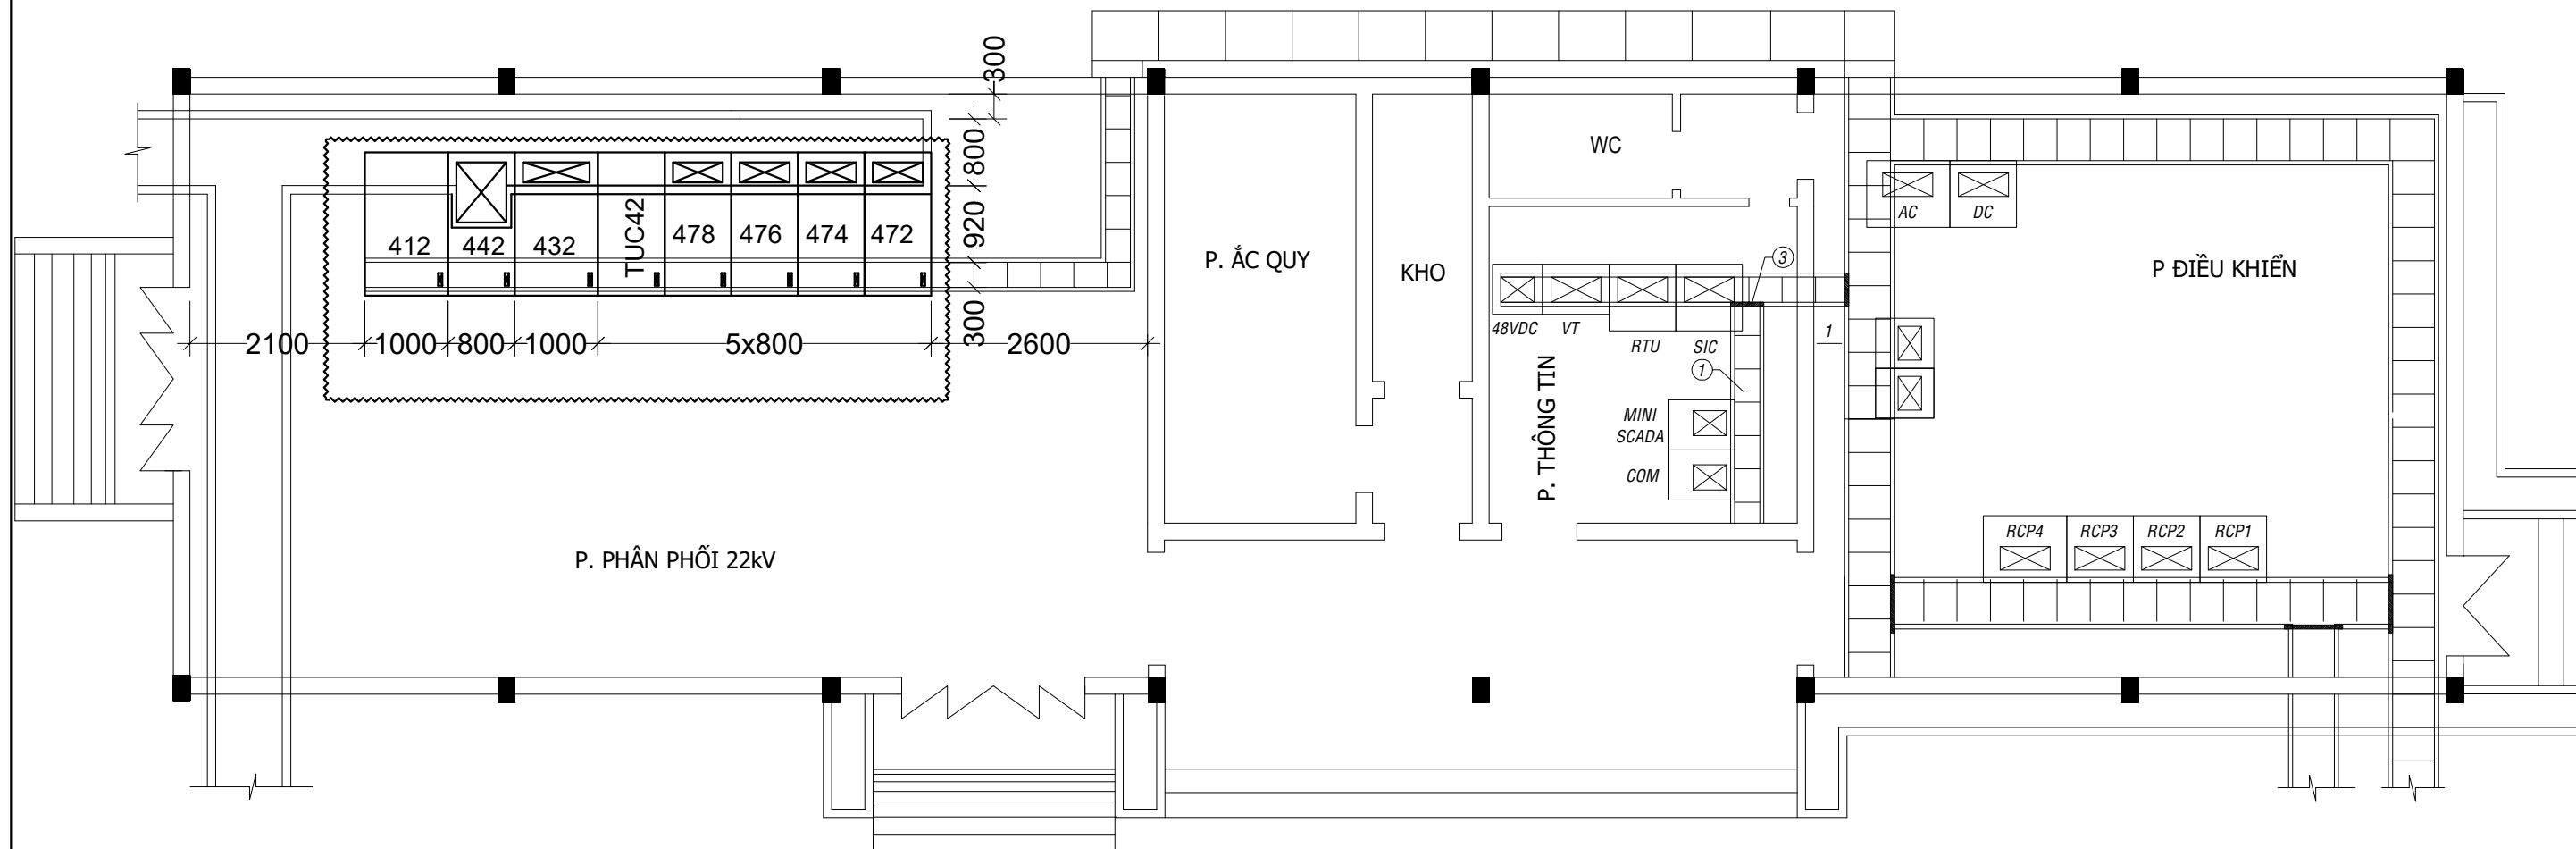 300
800
920
300
412
442
432
TUC42
478
476
474
472
2100
1000
800
1000
5x800
2600
P. PHÂN PHỐI 22kV
P. ẮC QUY
KHO
WC
48VDC
VT
RTU
SIC
3
1
1
MINI
SCADA
COM
P. THÔNG TIN
AC
DC
P ĐIỀU KHIỂN
RCP4
RCP3
RCP2
RCP1